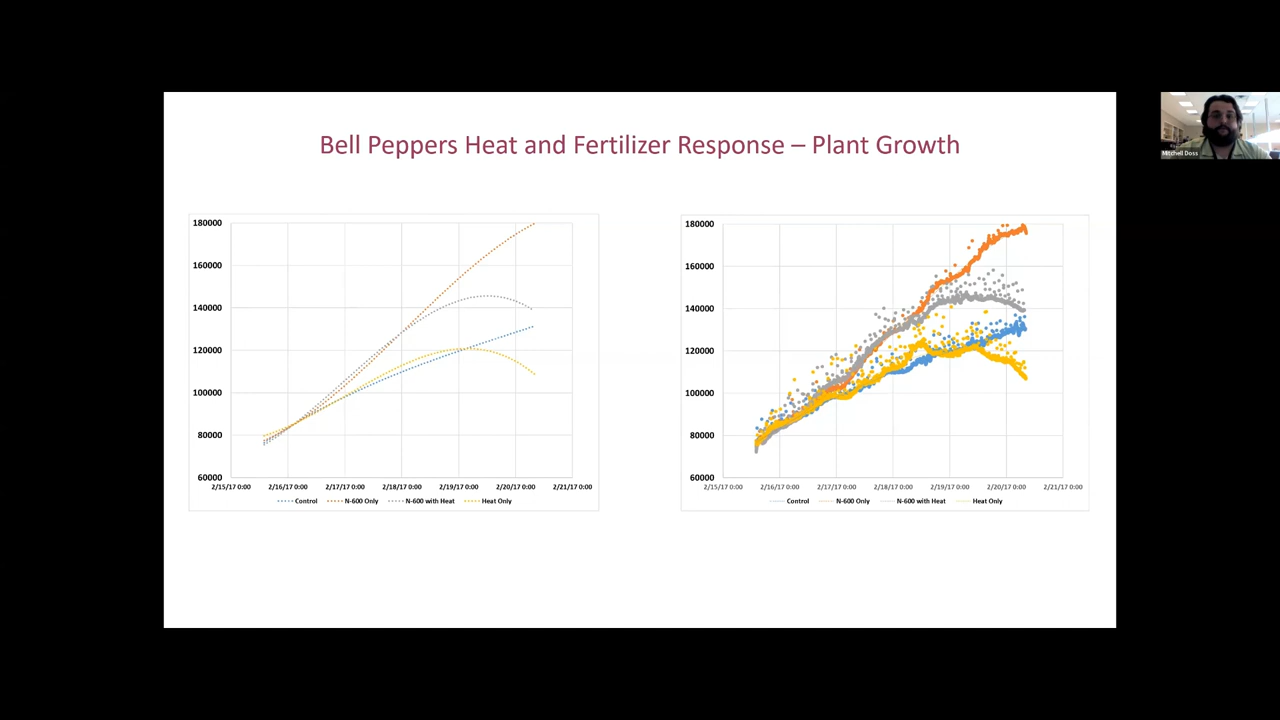 Bell Peppers Heat and Fertilizer Response – Plant Growth
180000
160000
140000
120000
100000
80000
60000
2/15/17 0:00 2/16/17 0:00 2/17/17 0:00 2/18/17 0:00 2/19/17 0:00 2/20/17 0:00 2/21/17 0:00
Control N-600 Only N-600 with Heat Heat Only
180000
160000
140000
120000
100000
80000
60000
2/15/17 0:00 2/16/17 0:00 2/17/17 0:00 2/18/17 0:00 2/19/17 0:00 2/20/17 0:00 2/21/17 0:00
Control N-600 Only N-600 with Heat Heat Only
Mitchell Doss